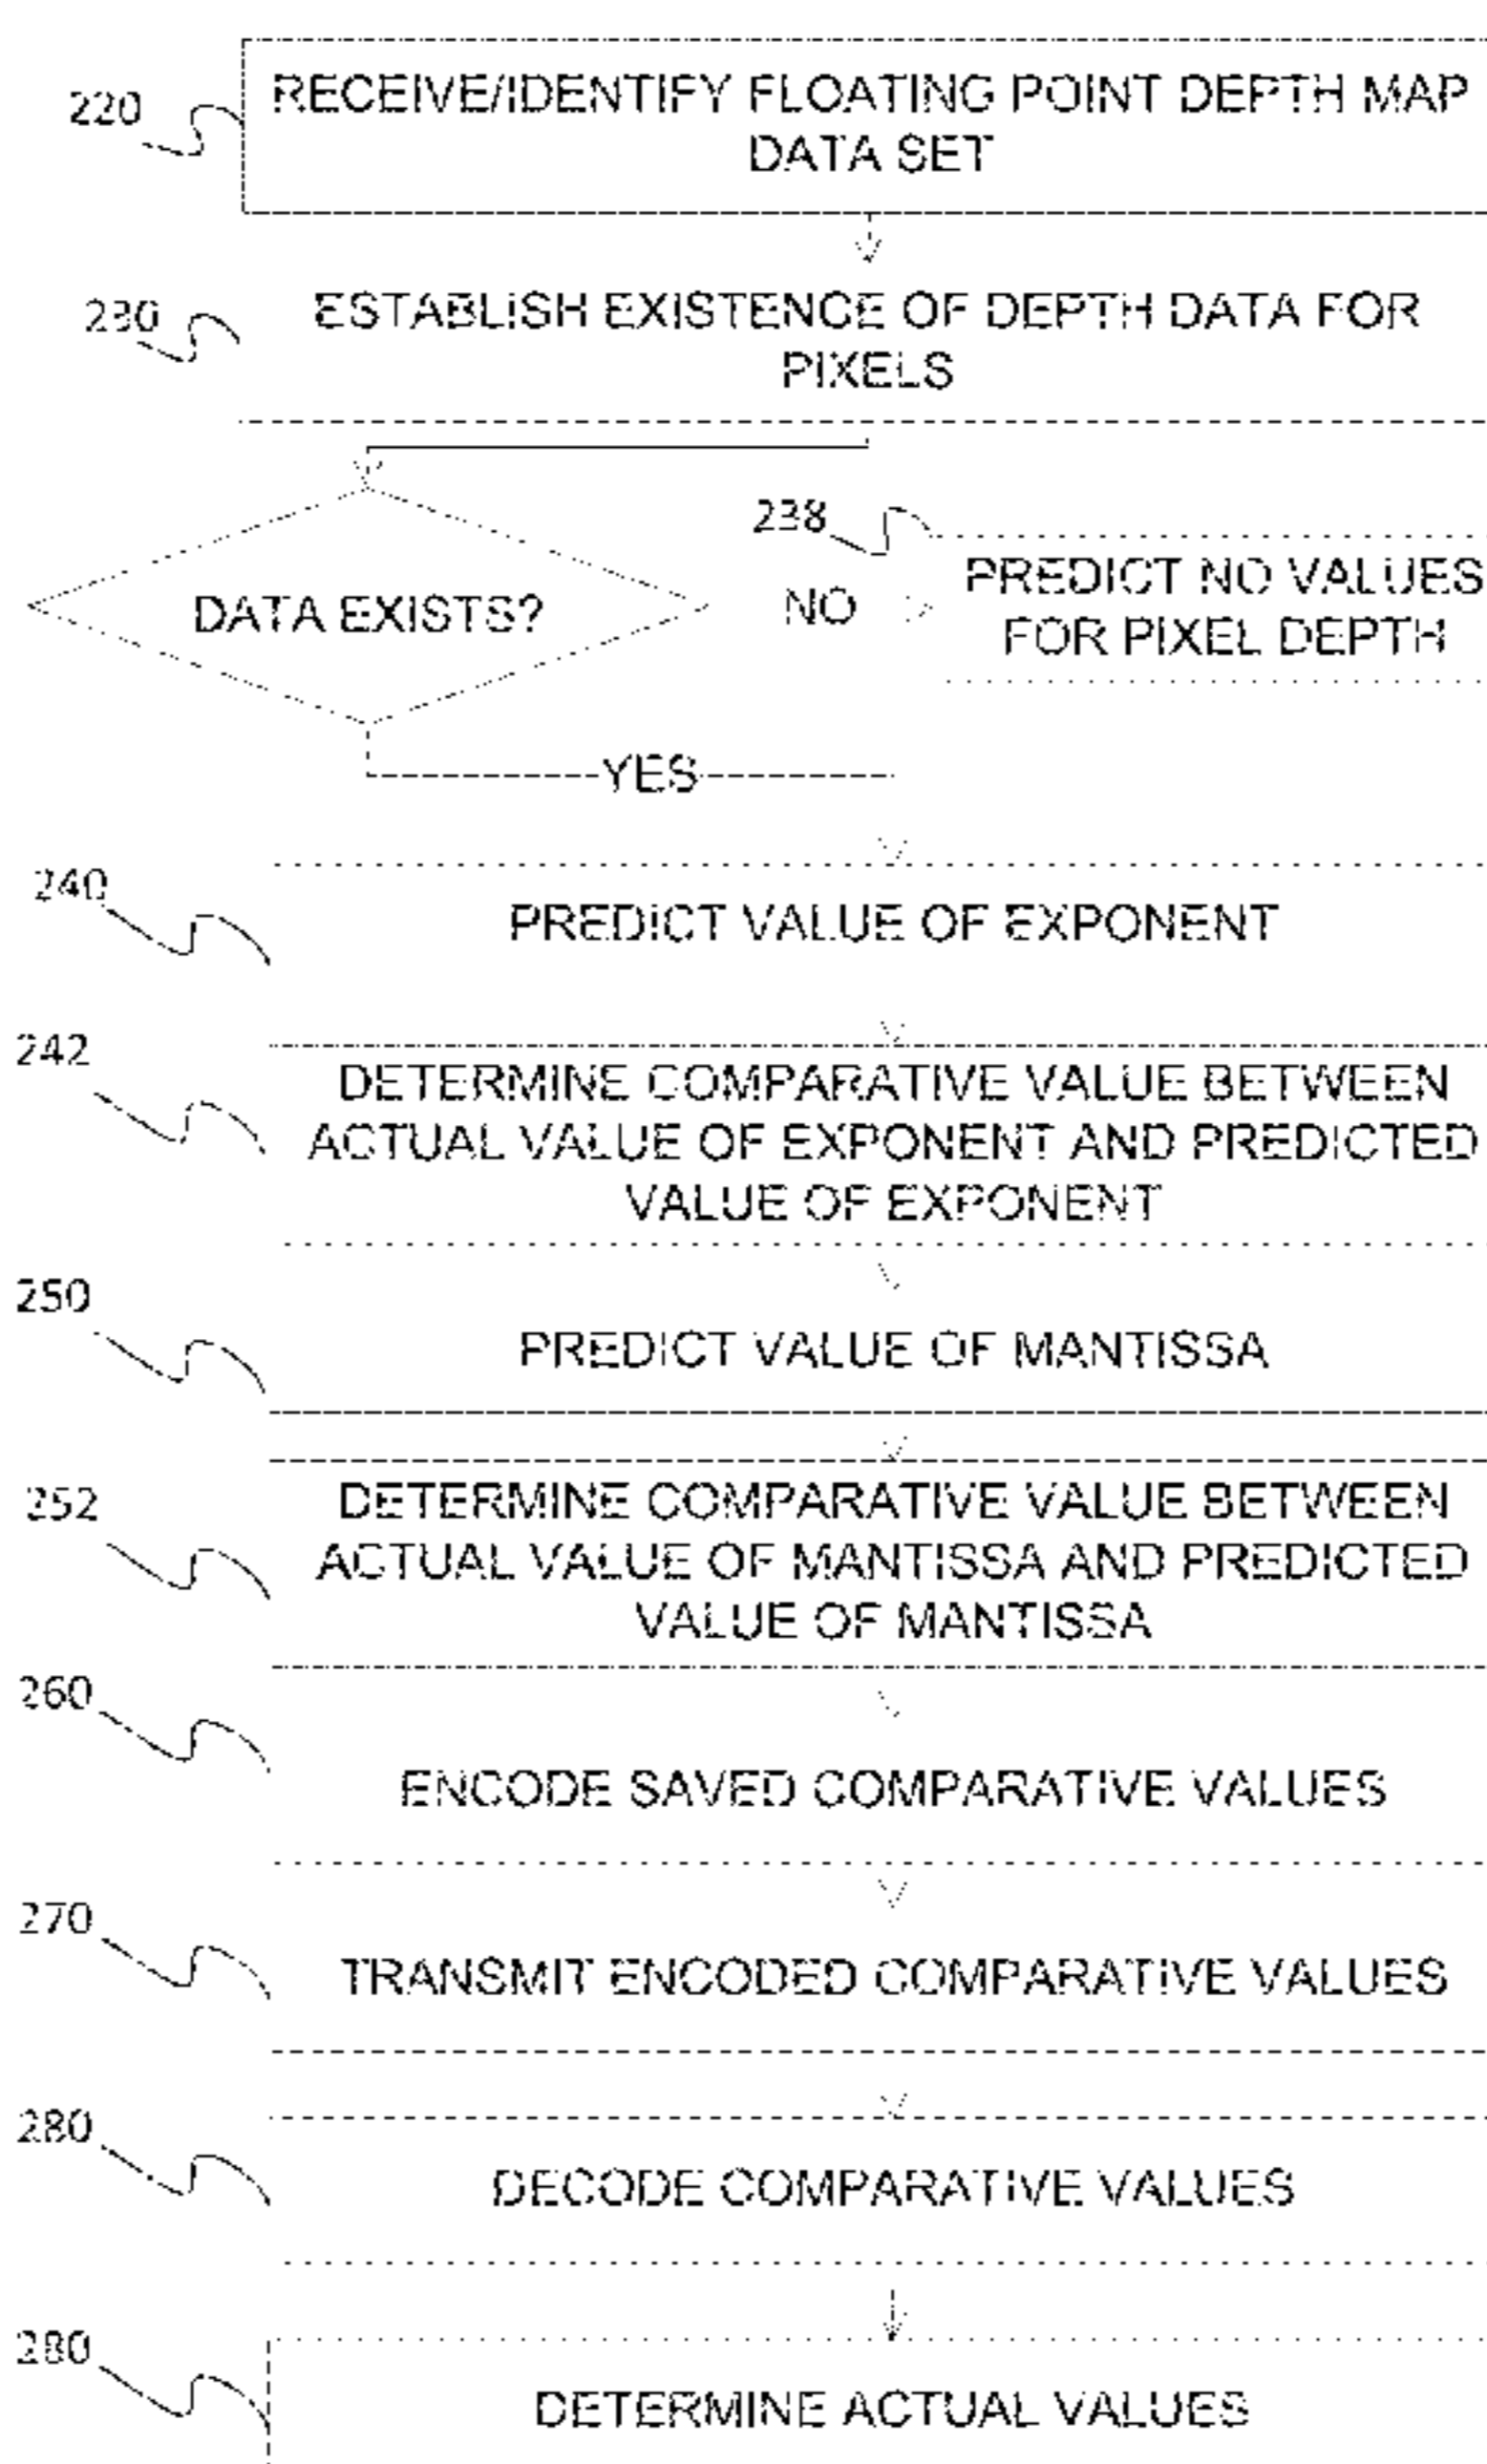 220
RECEIVE/IDENTIFY FLOATING POINT DEPTH MAP
DATA SET
230
ESTABLISH EXISTENCE OF DEPTH DATA FOR
PIXELS
238
DATA EXISTS?
NO
PREDICT NO VALUES
FOR PIXEL DEPTH
YES
240
PREDICT VALUE OF EXPONENT
242
DETERMINE COMPARATIVE VALUE BETWEEN
ACTUAL VALUE OF EXPONENT AND PREDICTED
VALUE OF EXPONENT
250
PREDICT VALUE OF MANTISSA
252
DETERMINE COMPARATIVE VALUE BETWEEN
ACTUAL VALUE OF MANTISSA AND PREDICTED
VALUE OF MANTISSA
260
ENCODE SAVED COMPARATIVE VALUES
270
TRANSMIT ENCODED COMPARATIVE VALUES
280
DECODE COMPARATIVE VALUES
DETERMINE ACTUAL VALUES